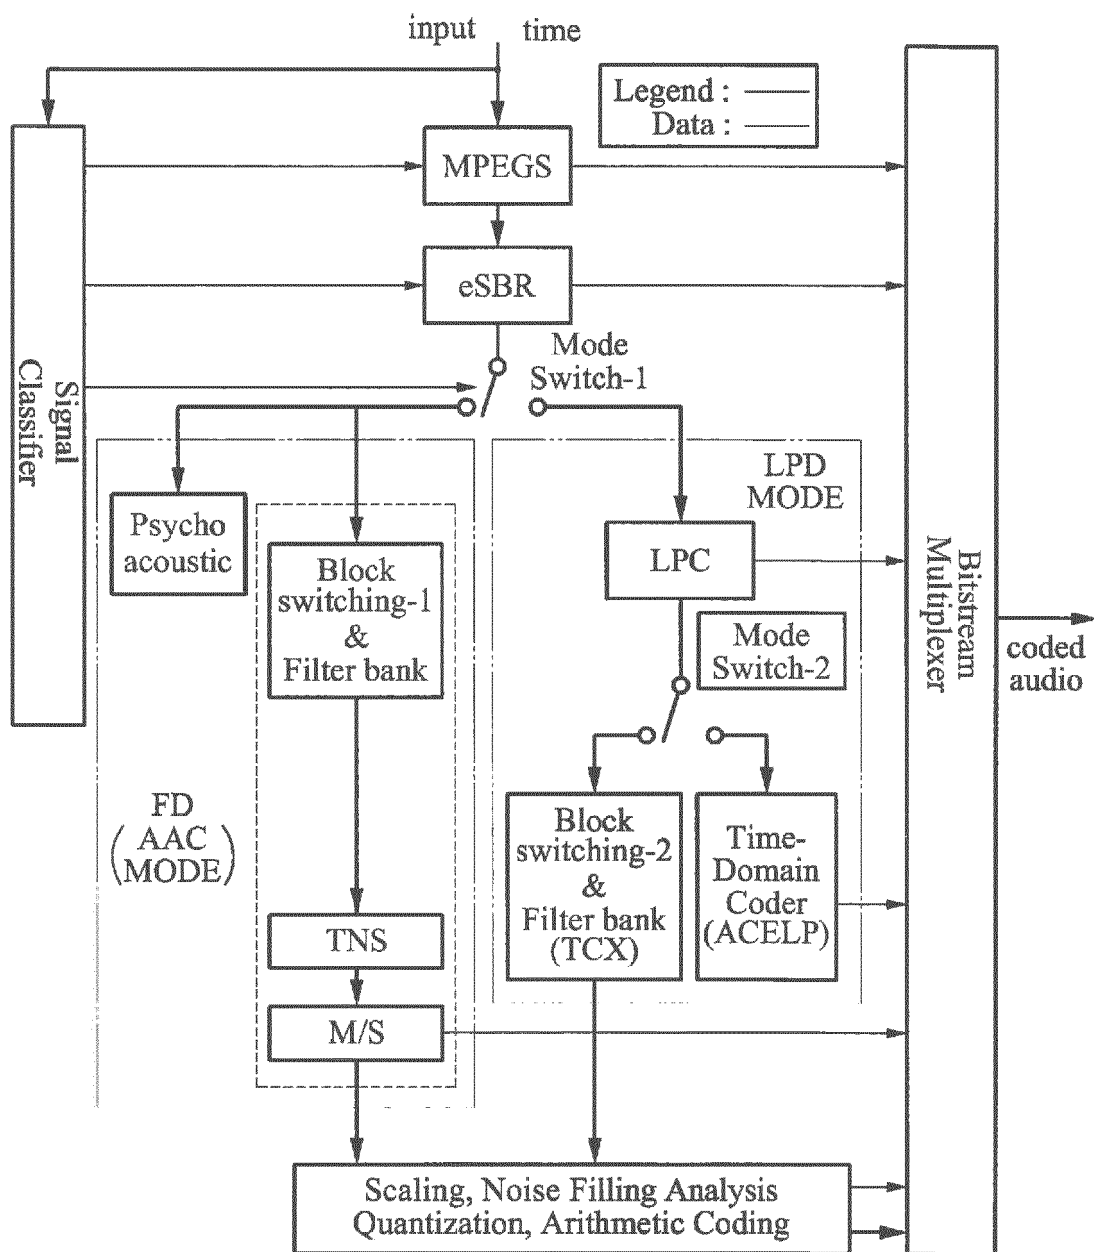 input time
Legend :
Data :
MPEGS
eSBR
Mode
Switch-1
Signal
Classifier
LPD
MODE
Psycho
acoustic
Block
switching-1
&
Filter bank
LPC
Mode
Switch-2
Bitstream
Multiplexer
coded
audio
FD
( AAC )
MODE
Block
switching-2
&
Filter bank
(TCX)
Time-
Domain
Coder
(ACELP)
TNS
M/S
Scaling, Noise Filling Analysis
Quantization, Arithmetic Coding